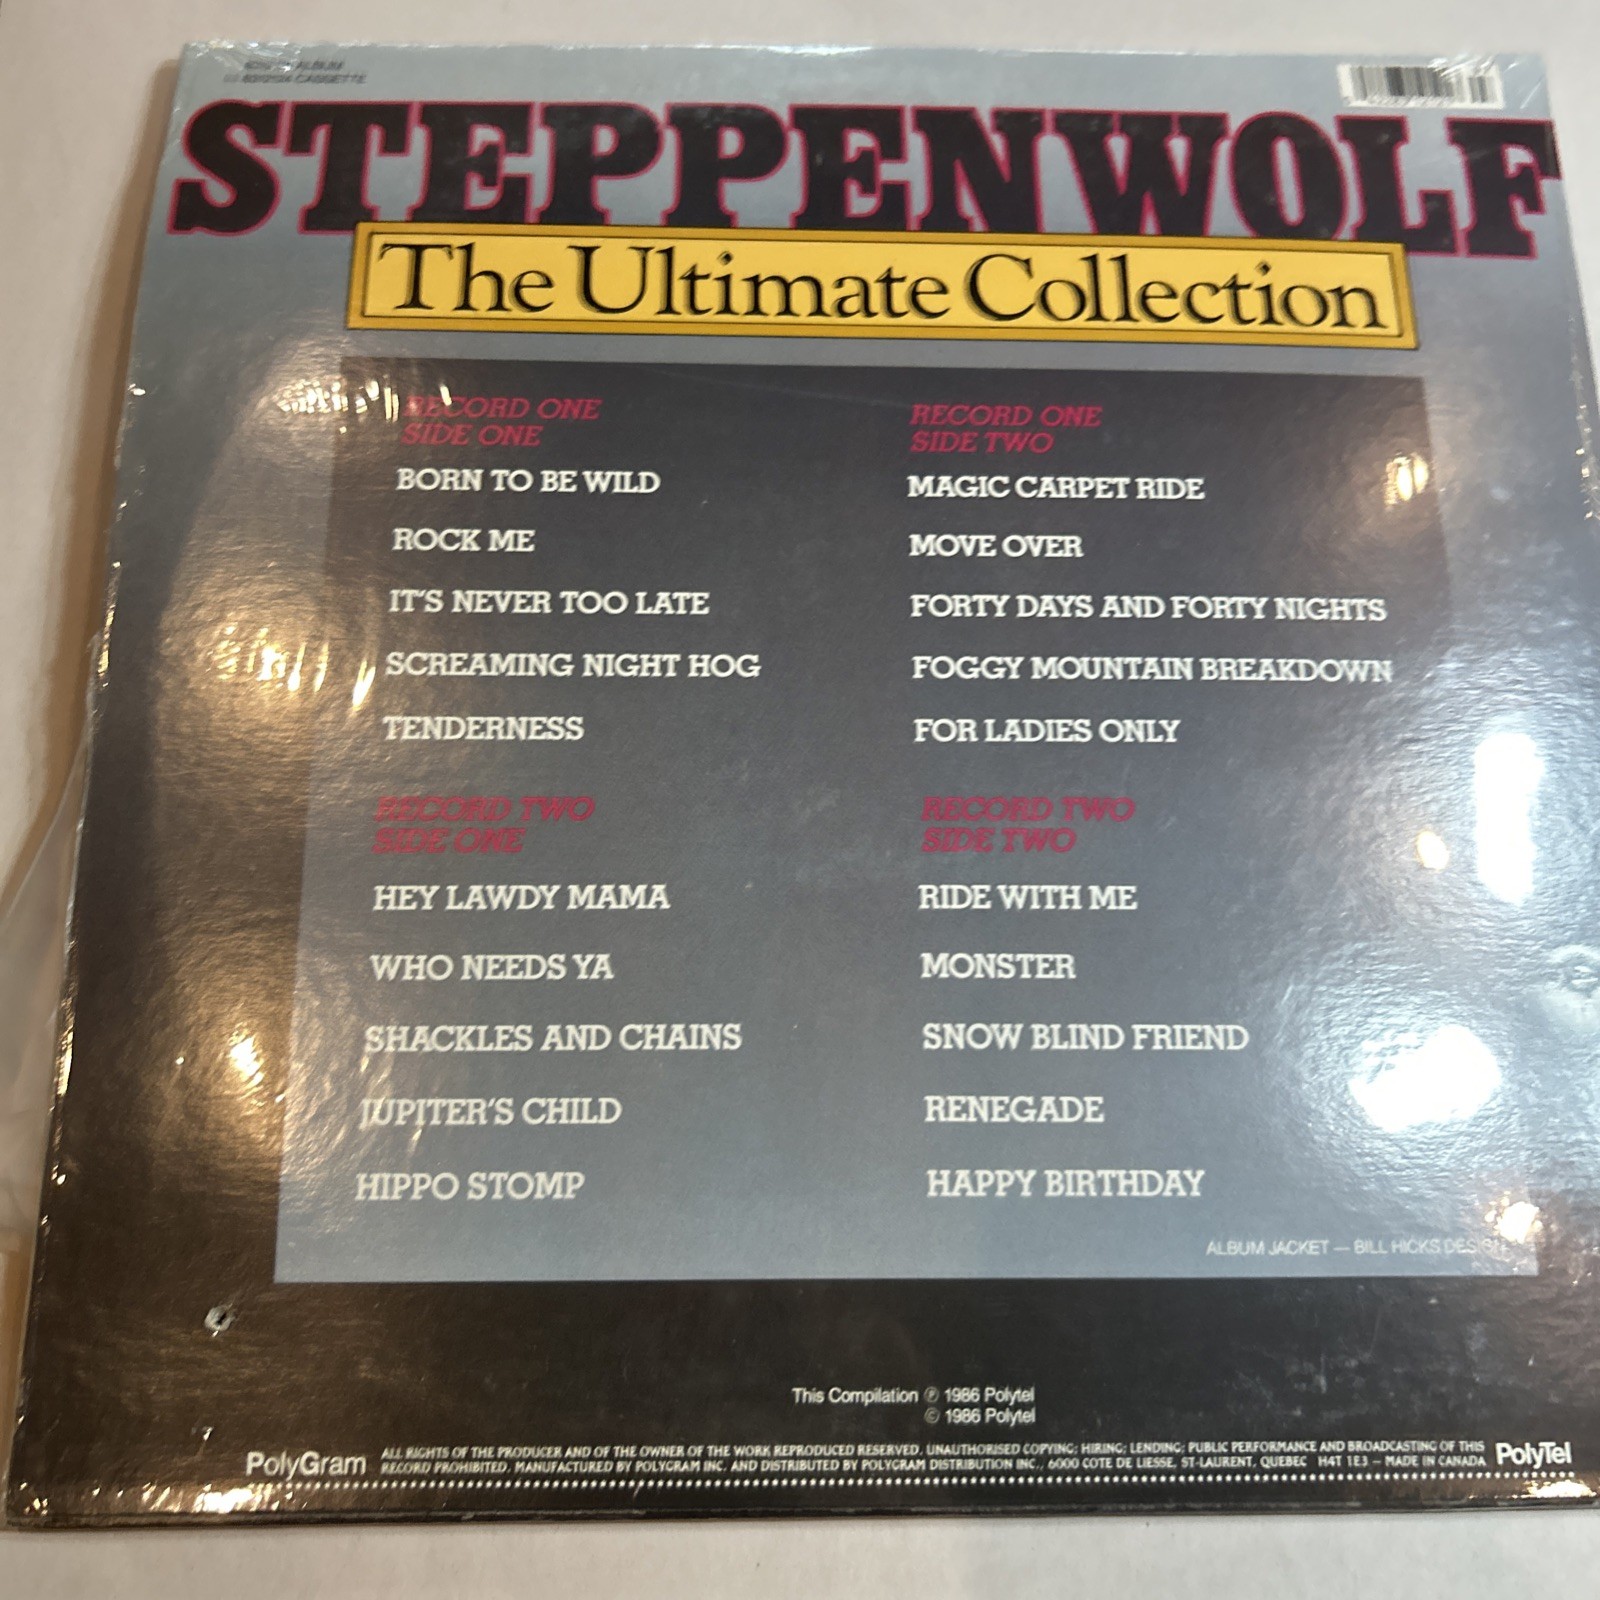 ALBUM
CASSETTE
STEPPENWOLF
The Ultimate Collection
RECORD ONE
SIDE ONE
BORN TO BE WILD
ROCK ME
IT'S NEVER TOO LATE
SCREAMING NIGHT HOG
TENDERNESS
RECORD ONE
SIDE TWO
MAGIC CARPET RIDE
MOVE OVER
FORTY DAYS AND FORTY NIGHTS
FOGGY MOUNTAIN BREAKDOWN
FOR LADIES ONLY
RECORD TWO
SIDE ONE
HEY LAWDY MAMA
WHO NEEDS YA
SHACKLES AND CHAINS
JUPITER'S CHILD
HIPPO STOMP
RECORD TWO
SIDE TWO
RIDE WITH ME
MONSTER
SNOW BLIND FRIEND
RENEGADE
HAPPY BIRTHDAY
ALBUM JACKET — BILL HICKS DESIGN
This Compilation ℗ 1986 Polytel
© 1986 Polytel
PolyGram
ALL RIGHTS OF THE PRODUCER AND OF THE OWNER OF THE WORK REPRODUCED RESERVED. UNAUTHORISED COPYING; HIRING; LENDING; PUBLIC PERFORMANCE AND BROADCASTING OF THIS
RECORD PROHIBITED. MANUFACTURED BY POLYGRAM INC. AND DISTRIBUTED BY POLYGRAM DISTRIBUTION INC., 6000 COTE DE LIESSE, ST-LAURENT, QUEBEC H4T 1E3 — MADE IN CANADA
PolyTel